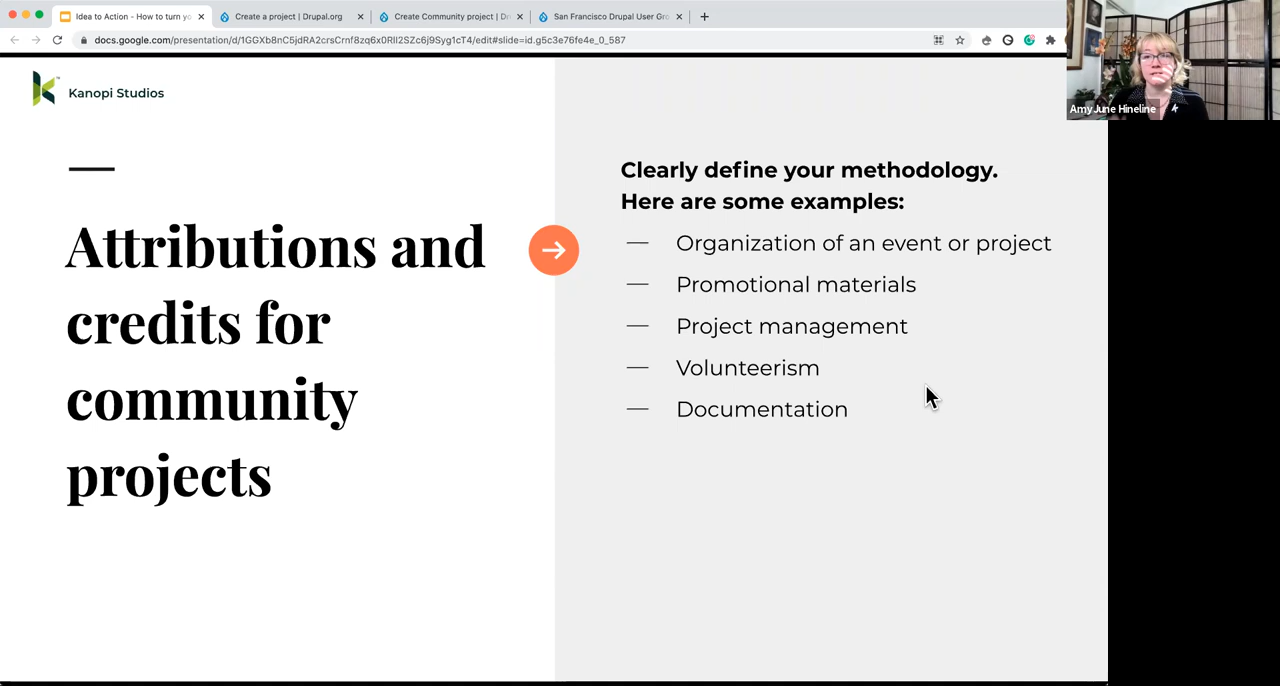 Idea to Action - How to turn yo
Create a project | Drupal.org
Create Community project | Dr
San Francisco Drupal User Gro
docs.google.com/presentation/d/1GGXb8nC5jdRA2crsCrnf8zq6x0RlI2SZc6j9Syg1cT4/edit#slide=id.g5c3e76fe4e_0_587
Kanopi Studios
AmyJune Hineline
Attributions and
credits for
community
projects
Clearly define your methodology.
Here are some examples:
— Organization of an event or project
— Promotional materials
— Project management
— Volunteerism
— Documentation